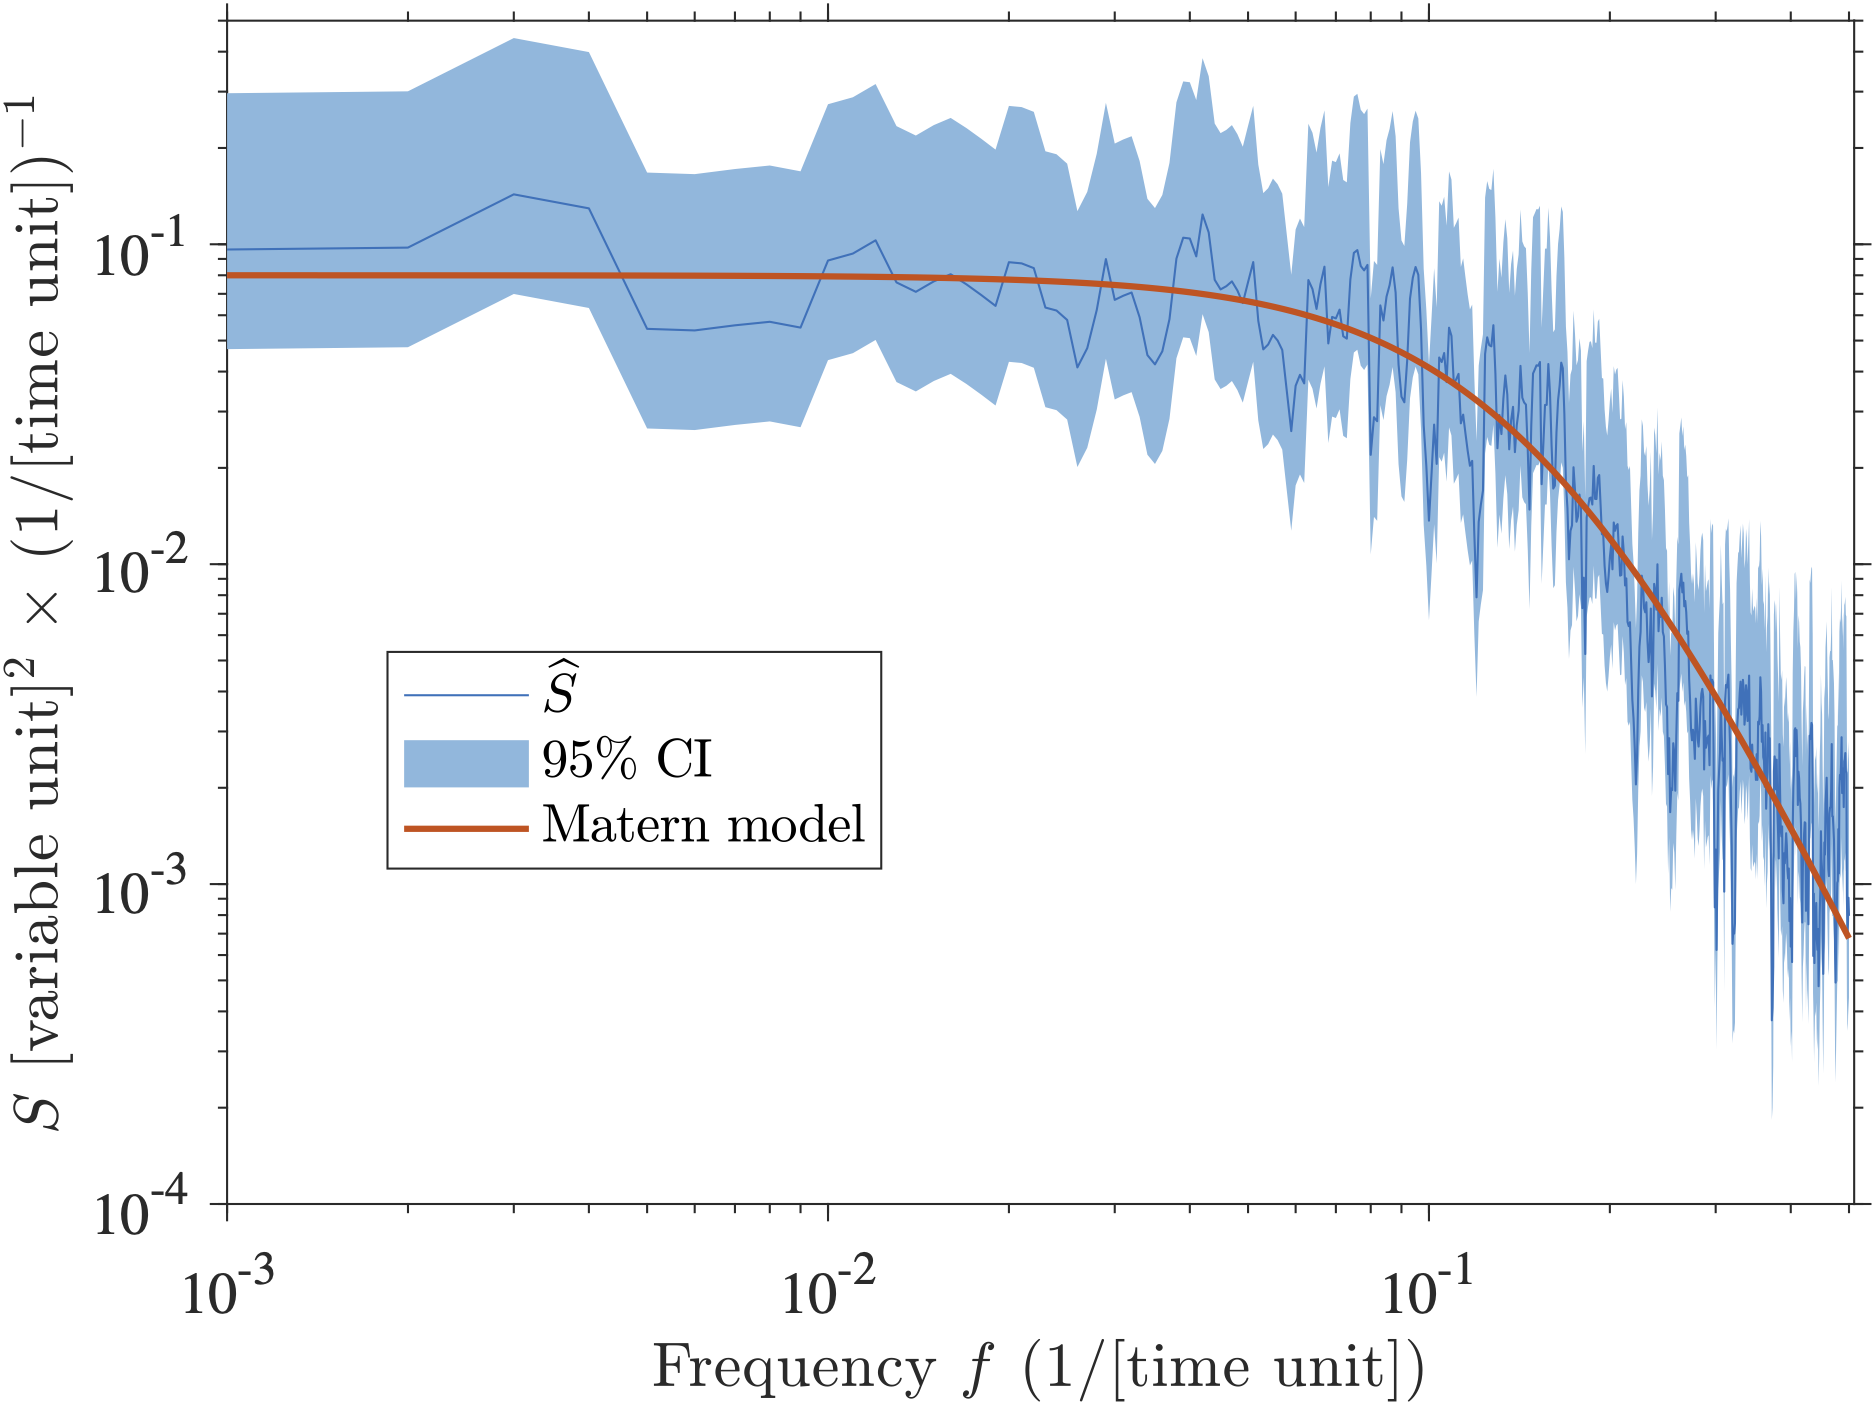 S [variable unit]² × (1/[time unit])⁻¹
10⁻¹
10⁻²
10⁻³
10⁻⁴
Ŝ
95% CI
Matern model
10⁻³ 10⁻² 10⁻¹
Frequency f (1/[time unit])